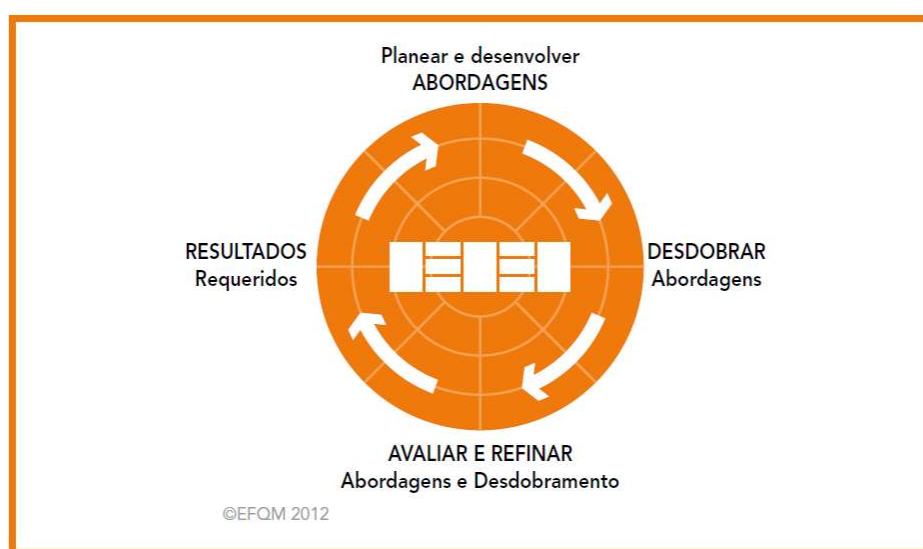 Planear e desenvolver
ABORDAGENS
RESULTADOS
Requeridos
DESDOBRAR
Abordagens
AVALIAR E REFINAR
Abordagens e Desdobramento
©EFQM 2012